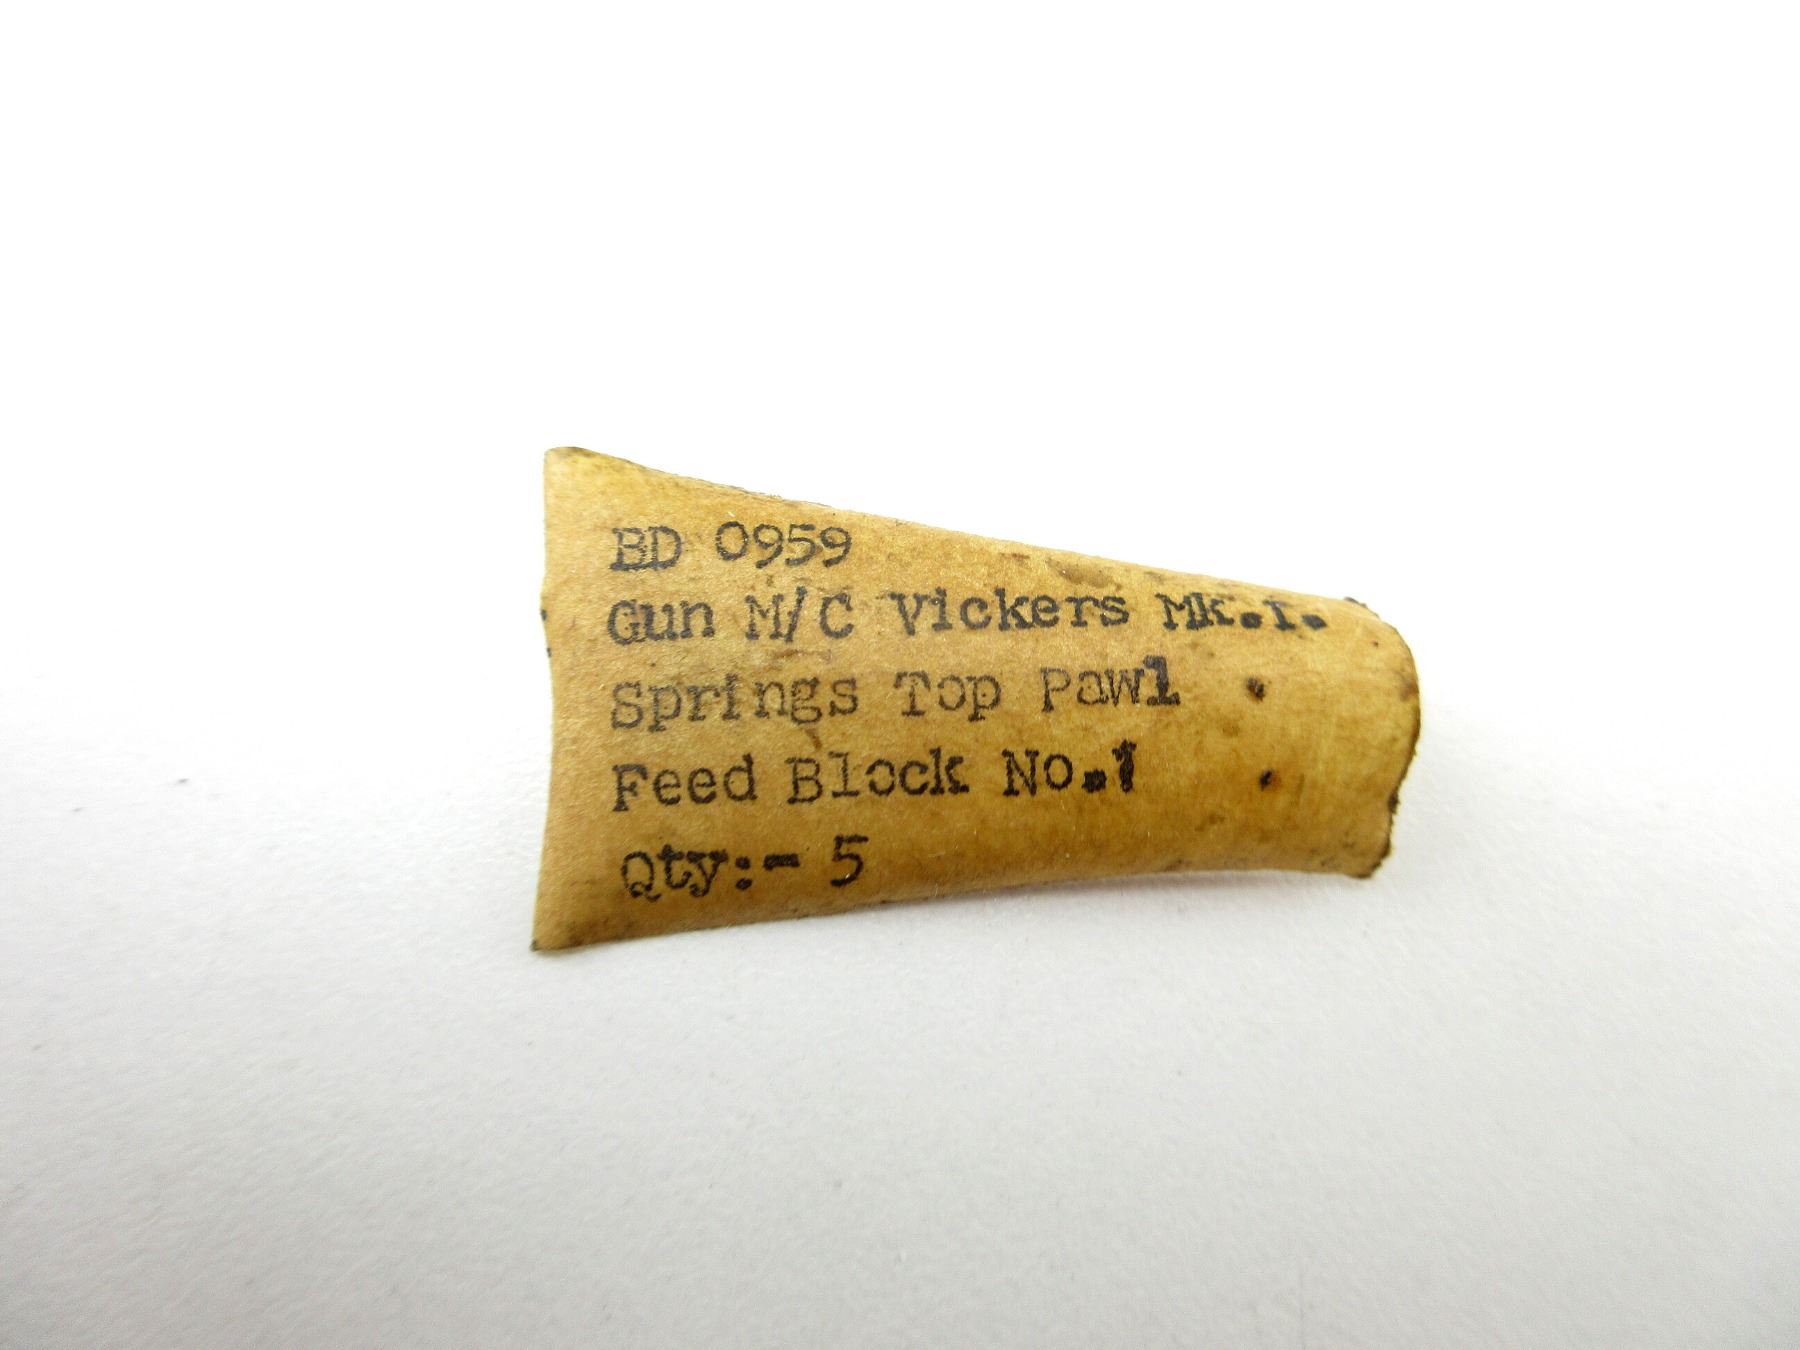 BD 0959
Gun M/C Vickers Mk.I.
Springs Top Pawl
Feed Block No.1
Qty:- 5